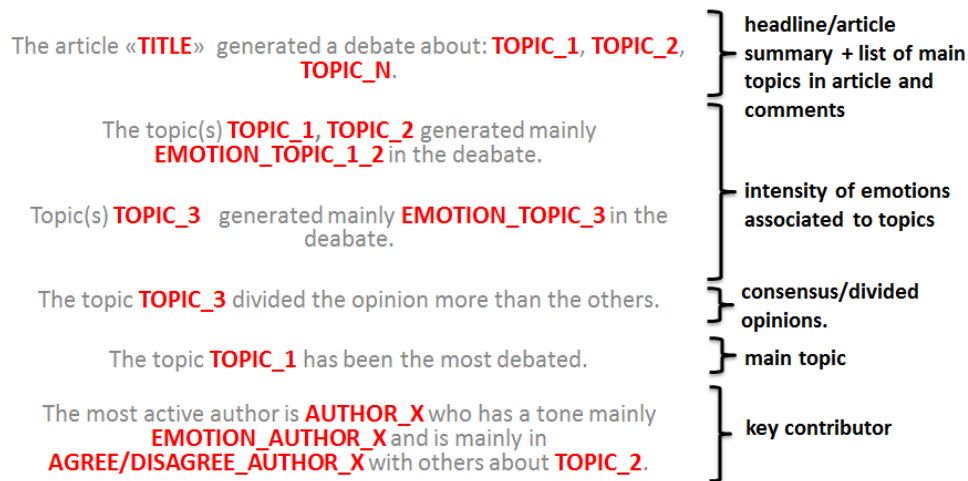 The article «TITLE» generated a debate about: TOPIC_1, TOPIC_2,
TOPIC_N.
headline/article
summary + list of main
topics in article and
comments
The topic(s) TOPIC_1, TOPIC_2 generated mainly
EMOTION_TOPIC_1_2 in the deabate.
Topic(s) TOPIC_3 generated mainly EMOTION_TOPIC_3 in the
deabate.
intensity of emotions
associated to topics
The topic TOPIC_3 divided the opinion more than the others.
consensus/divided
opinions.
The topic TOPIC_1 has been the most debated.
main topic
The most active author is AUTHOR_X who has a tone mainly
EMOTION_AUTHOR_X and is mainly in
AGREE/DISAGREE_AUTHOR_X with others about TOPIC_2.
key contributor